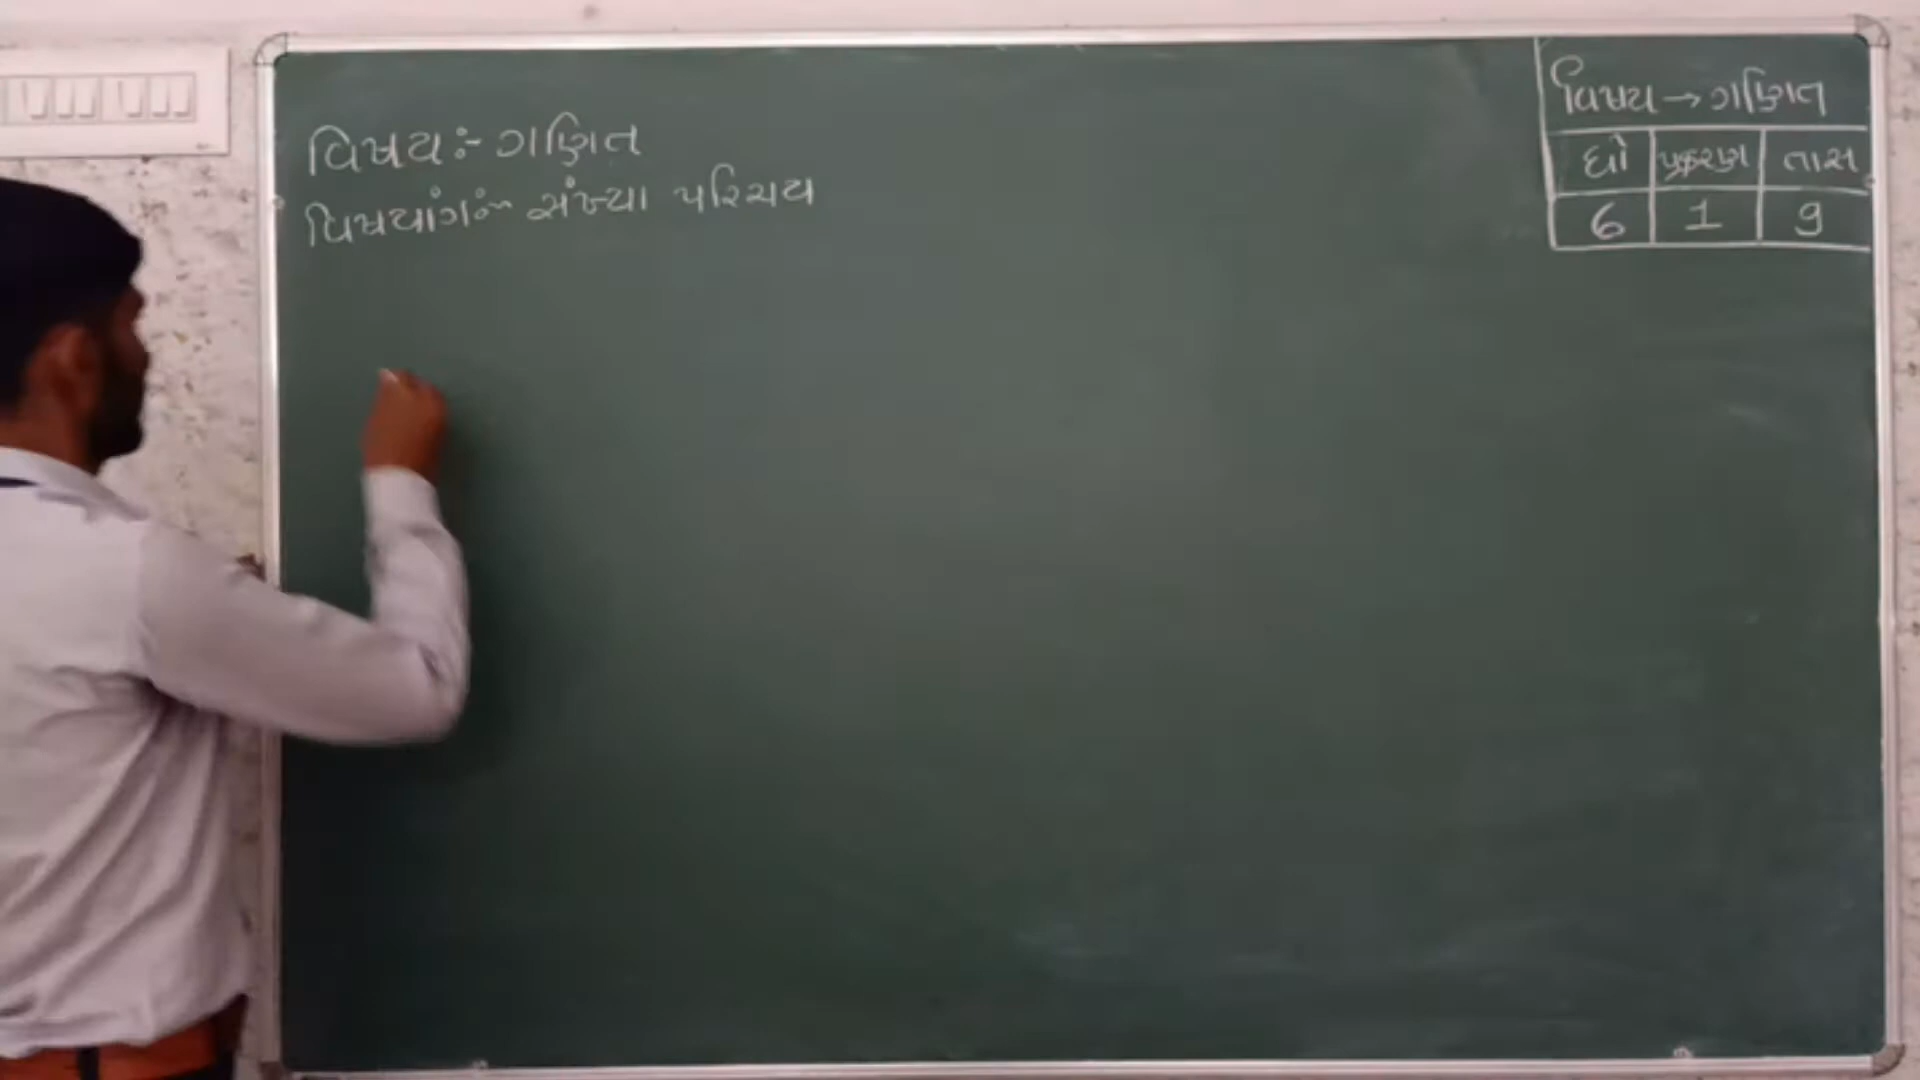 વિષય :- ગણિત
વિષયાંગ :- સંખ્યા પરિચય
વિષય → ગણિત
ધો પ્રકરણ તાસ
6 1 9